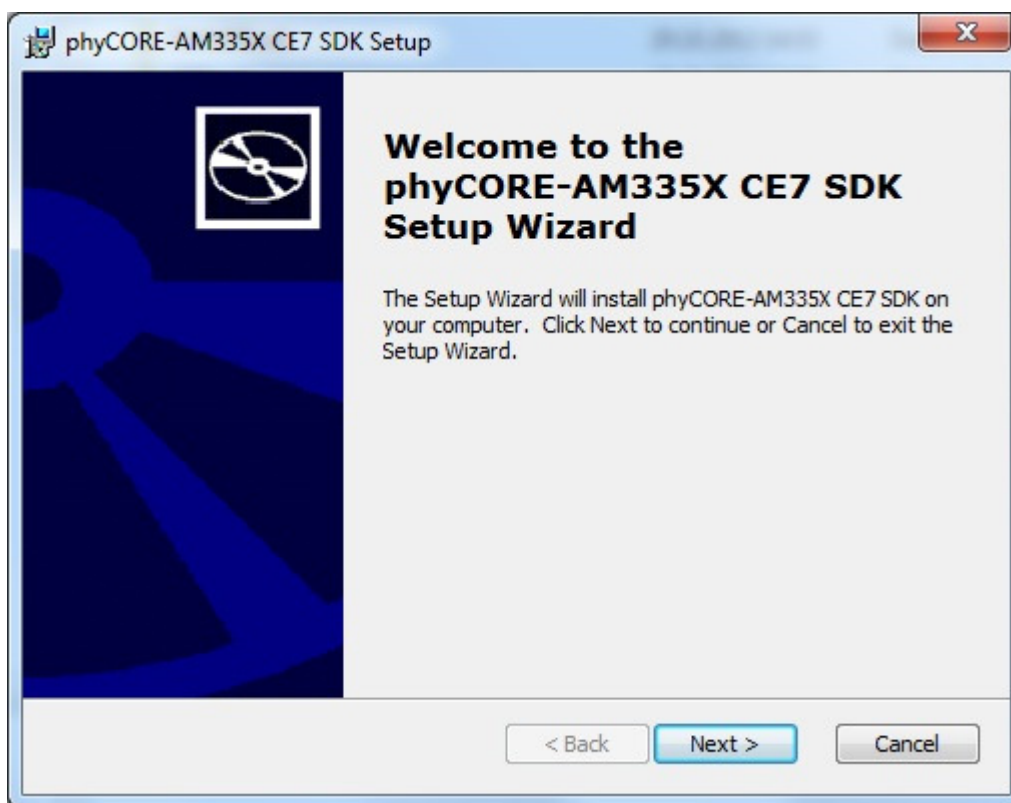 phyCORE-AM335X CE7 SDK Setup
Welcome to the
phyCORE-AM335X CE7 SDK
Setup Wizard
The Setup Wizard will install phyCORE-AM335X CE7 SDK on
your computer. Click Next to continue or Cancel to exit the
Setup Wizard.
< Back
Next >
Cancel